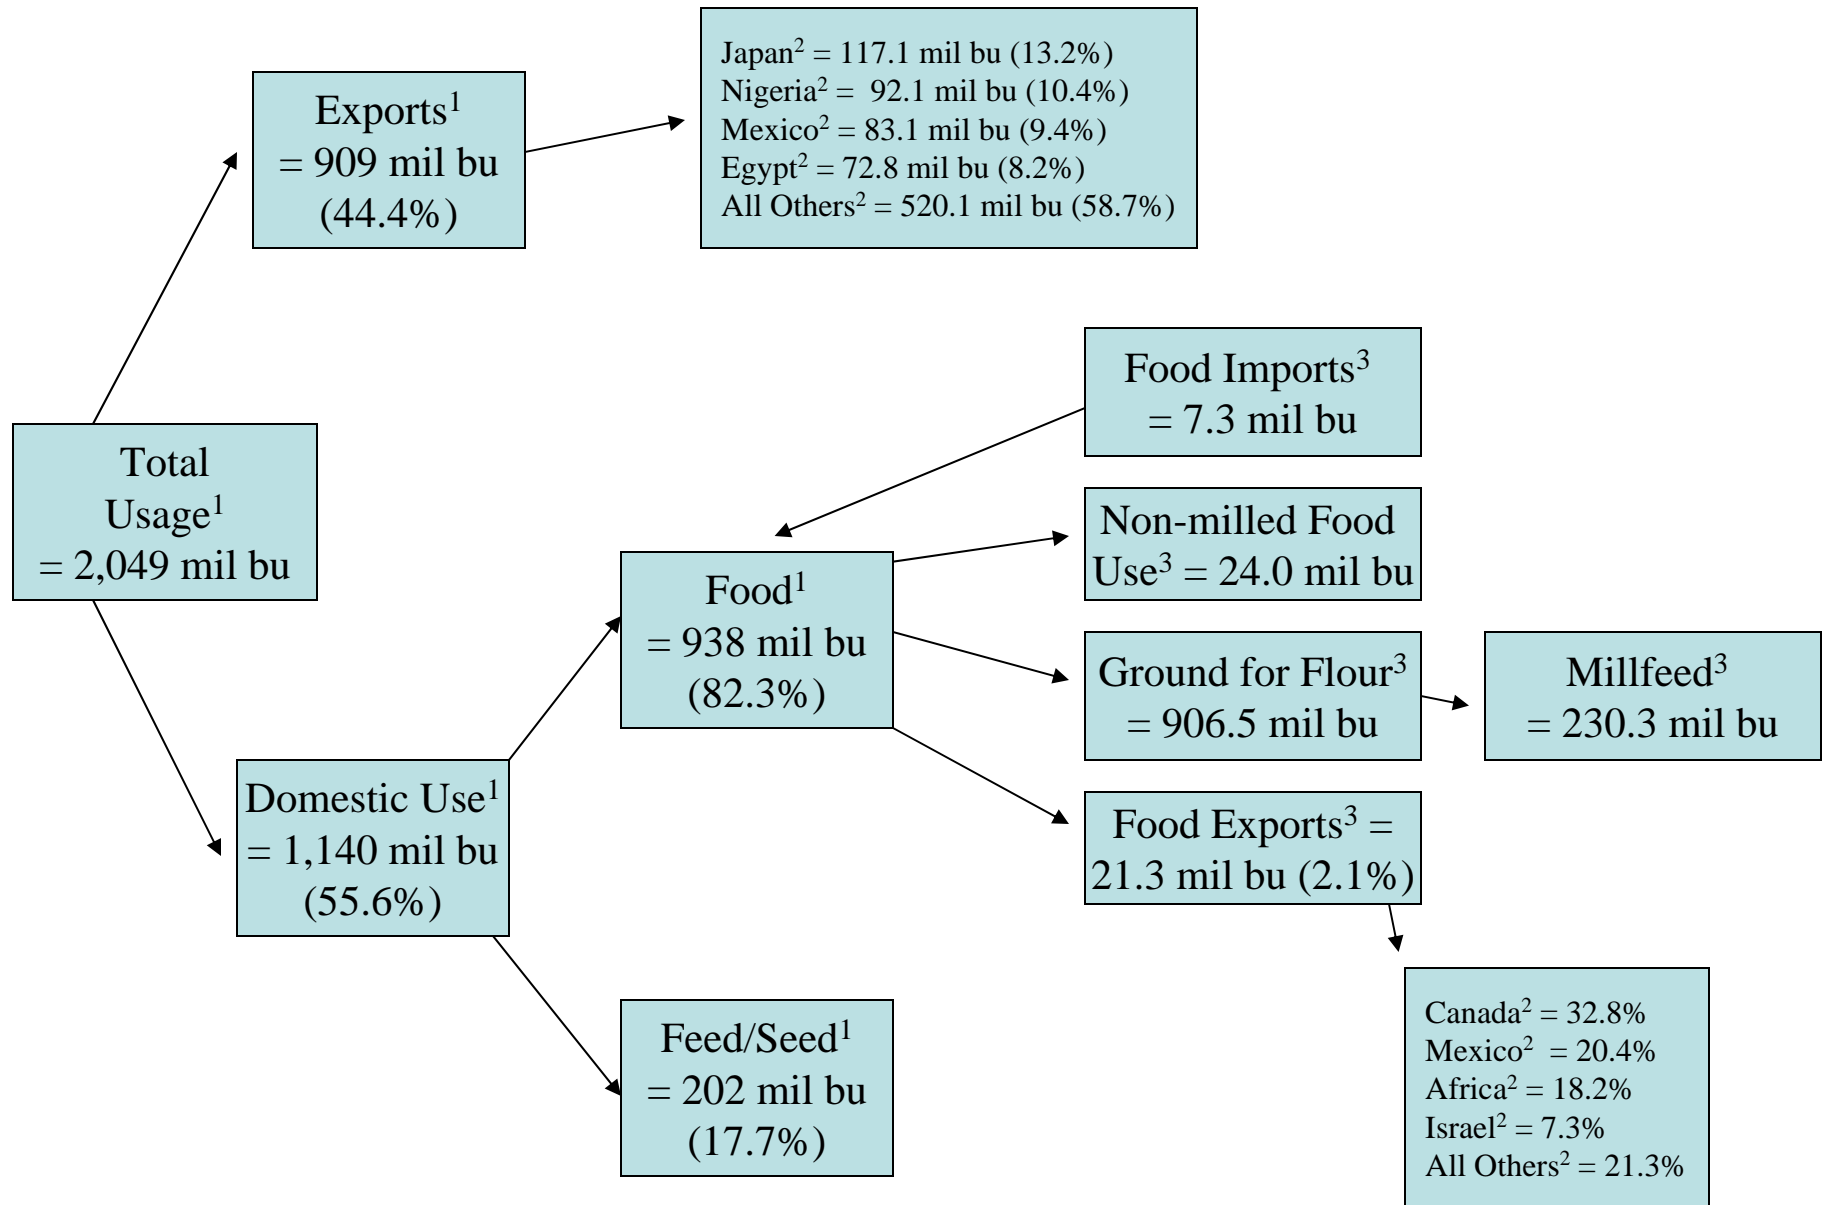 Exports¹
= 909 mil bu
(44.4%)
Japan² = 117.1 mil bu (13.2%)
Nigeria² =  92.1 mil bu (10.4%)
Mexico² = 83.1 mil bu (9.4%)
Egypt² = 72.8 mil bu (8.2%)
All Others² = 520.1 mil bu (58.7%)
Total
Usage¹
= 2,049 mil bu
Domestic Use¹
= 1,140 mil bu
(55.6%)
Food¹
= 938 mil bu
(82.3%)
Feed/Seed¹
= 202 mil bu
(17.7%)
Food Imports³
= 7.3 mil bu
Non-milled Food
Use³ = 24.0 mil bu
Ground for Flour³
= 906.5 mil bu
Millfeed³
= 230.3 mil bu
Food Exports³ =
21.3 mil bu (2.1%)
Canada² = 32.8%
Mexico²  = 20.4%
Africa² = 18.2%
Israel² = 7.3%
All Others² = 21.3%